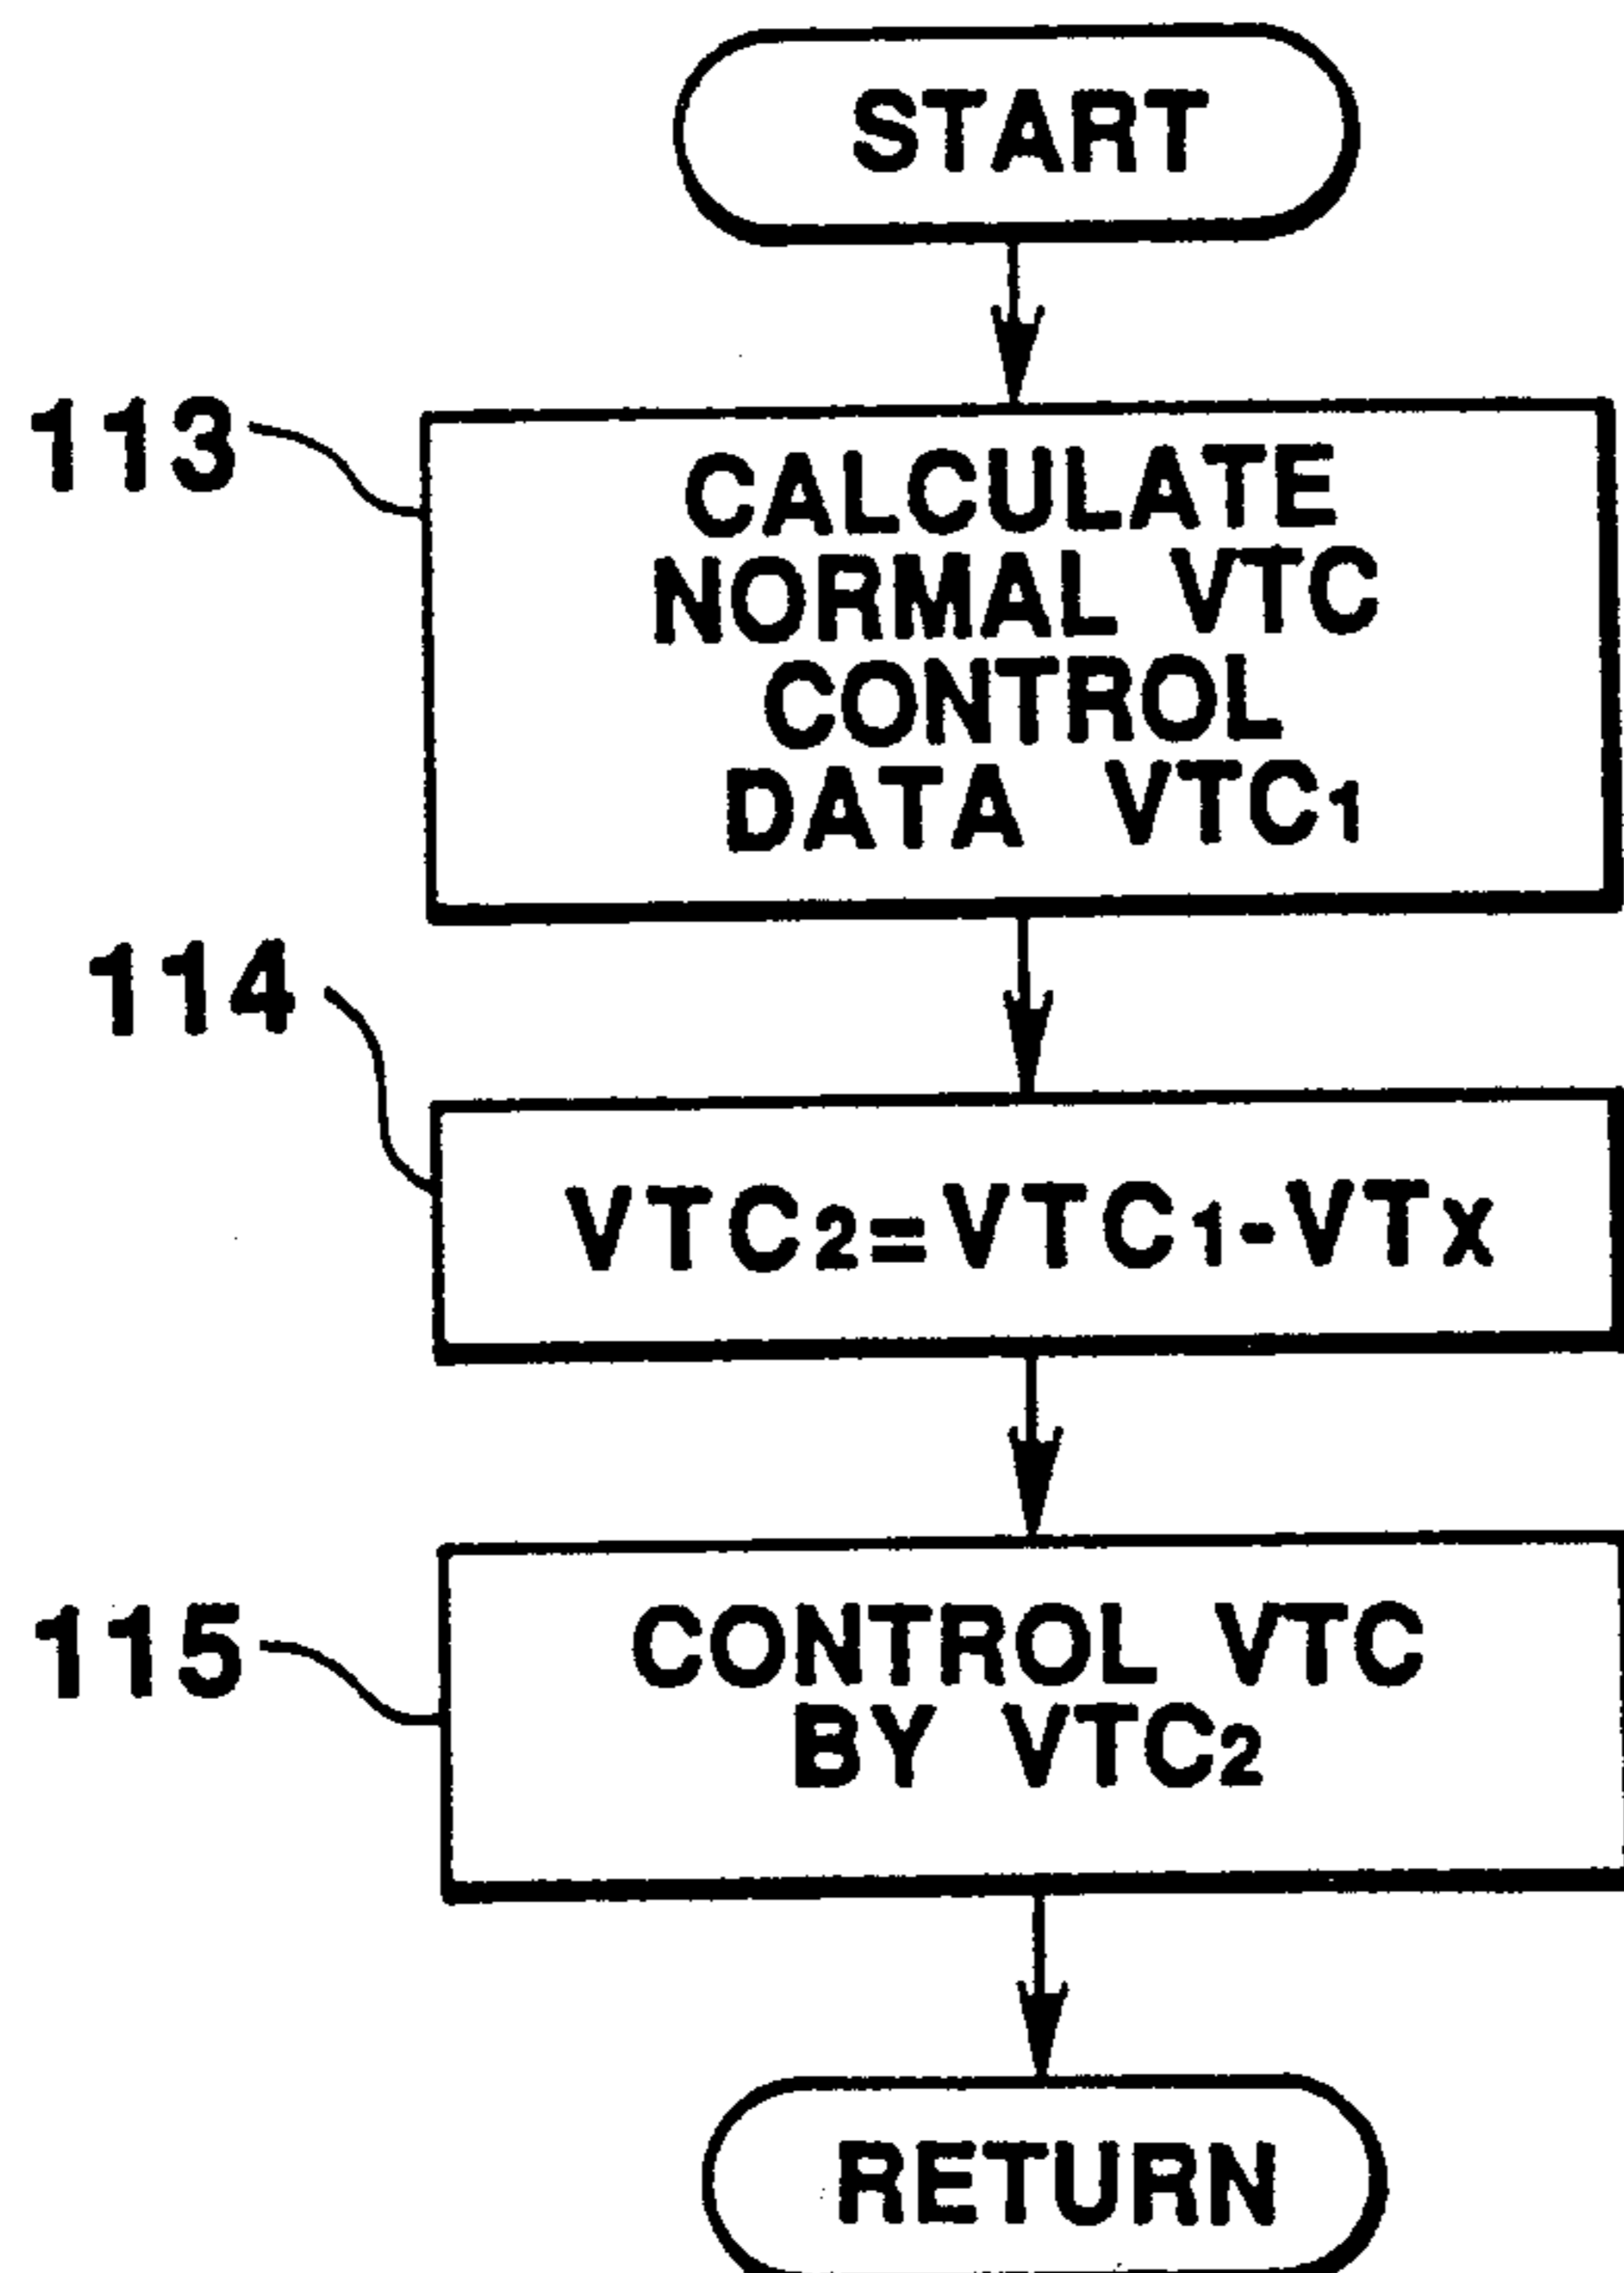 START
113
CALCULATE
NORMAL VTC
CONTROL
DATA VTC1
114
VTC2=VTC1-VTX
115
CONTROL VTC
BY VTC2
RETURN